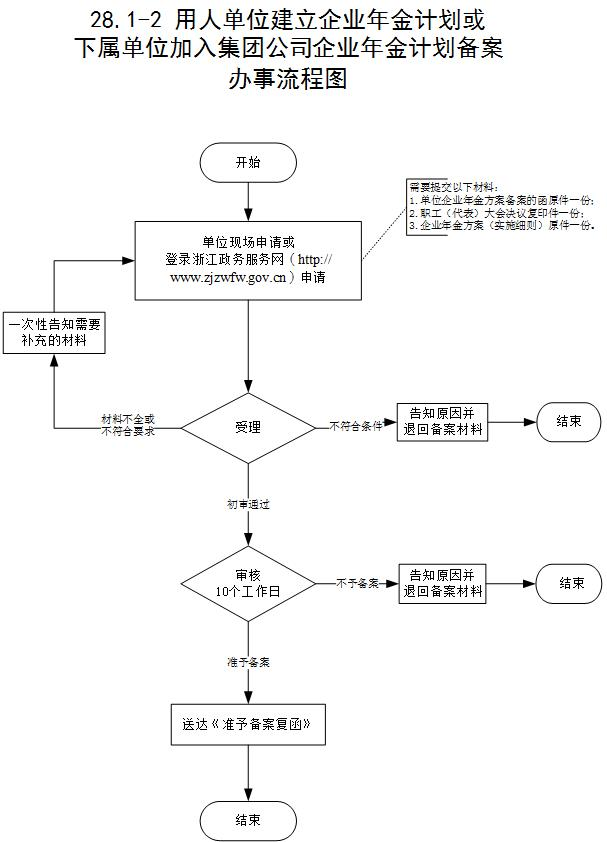 28.1-2 用人单位建立企业年金计划或
下属单位加入集团公司企业年金计划备案
办事流程图
开始
需要提交以下材料:
1.单位企业年金方案备案的函原件一份;
2.职工（代表）大会决议复印件一份;
3.企业年金方案（实施细则）原件一份。
单位现场申请或
登录浙江政务服务网（http://
www.zjzwfw.gov.cn）申请
一次性告知需要
补充的材料
材料不全或
不符合要求
受理
不符合条件
告知原因并
退回备案材料
结束
初审通过
审核
10个工作日
不予备案
告知原因并
退回备案材料
结束
准予备案
送达《准予备案复函》
结束